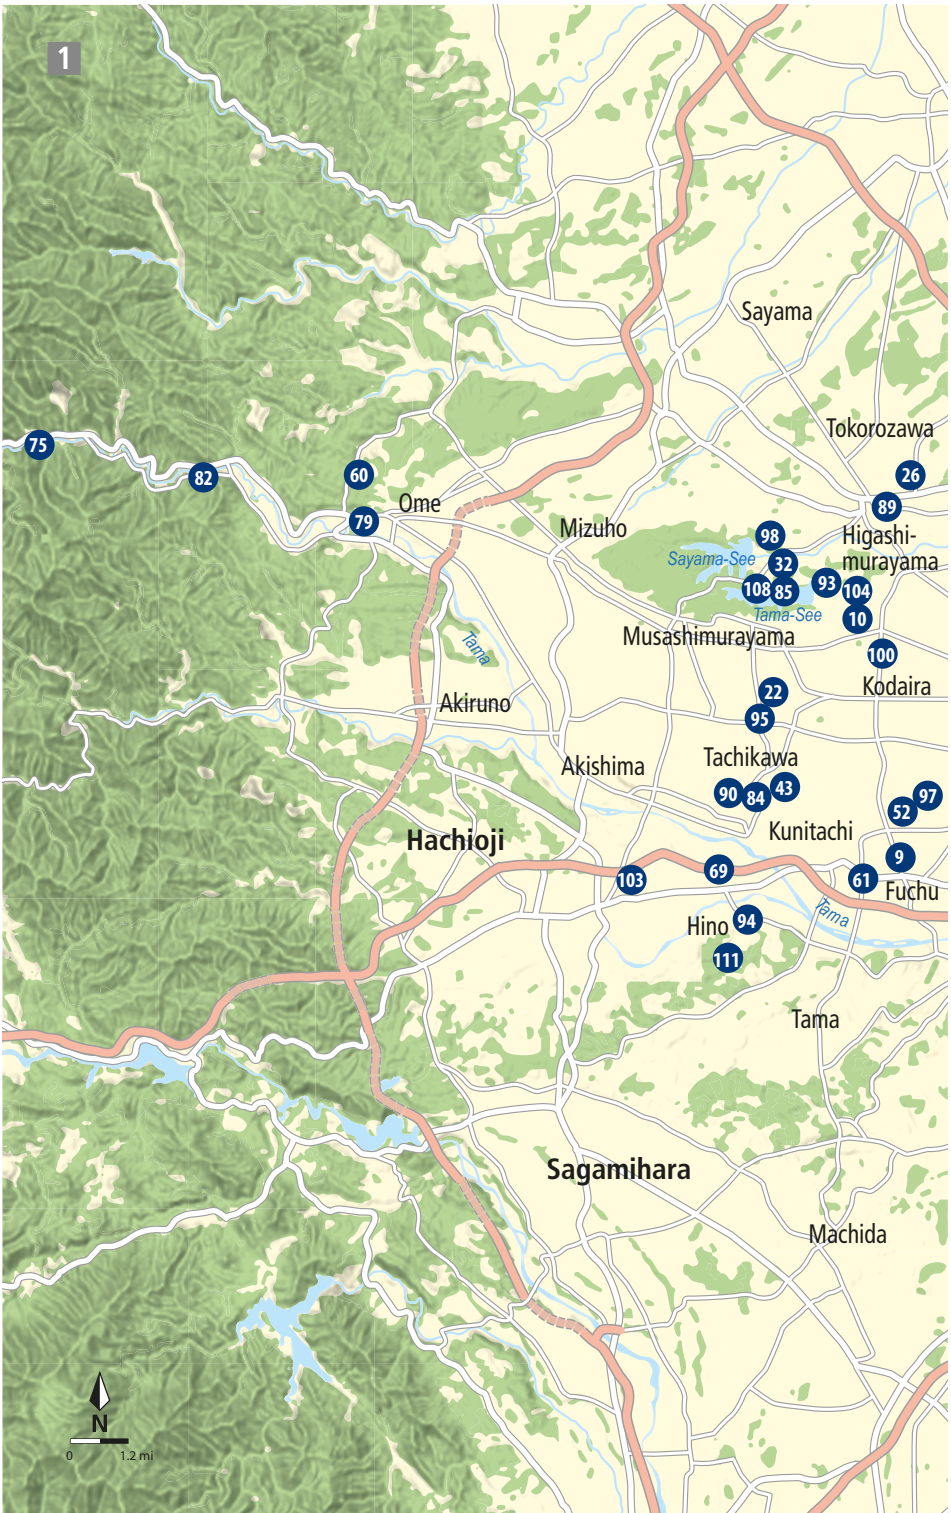 1
Sayama
Tokorozawa
75
82
60
26
Ome
89
79
Mizuho
98
Higashi-
murayama
Sayama-See
32
108
85
93
104
Tama-See
10
Musashimurayama
Tama
100
Kodaira
22
Akiruno
95
Tachikawa
Akishima
90
84
43
97
52
Kunitachi
Hachioji
9
103
69
61
Fuchu
Tama
Hino
94
111
Tama
Sagamihara
Machida
N
0
1.2 mi